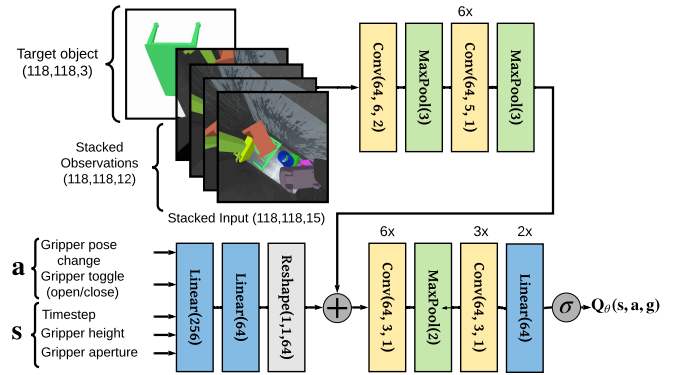 Target object
(118,118,3)
Stacked
Observations
(118,118,12)
Stacked Input (118,118,15)
6x
Conv(64, 6, 2)
MaxPool(3)
Conv(64, 5, 1)
MaxPool(3)
a
Gripper pose
change
Gripper toggle
(open/close)
s
Timestep
Gripper height
Gripper aperture
Linear(256)
Linear(64)
Reshape(1,1,64)
+
6x
3x
2x
Conv(64, 3, 1)
MaxPool(2)
Conv(64, 3, 1)
Linear(64)
σ
Qθ(s, a, g)